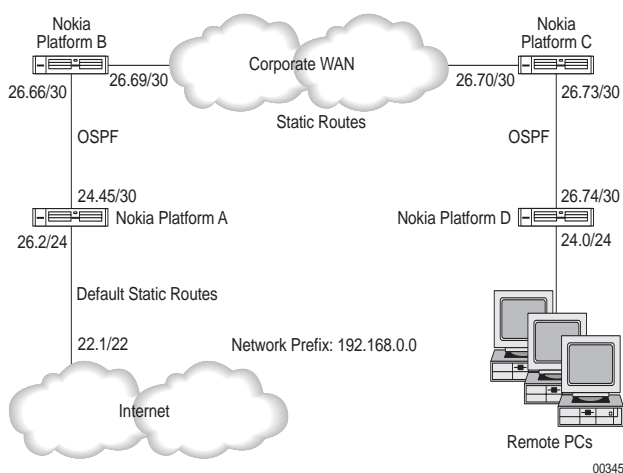 Nokia
Platform B
Nokia
Platform C
Corporate WAN
26.66/30
26.69/30
26.70/30
26.73/30
Static Routes
OSPF
OSPF
24.45/30
26.74/30
Nokia Platform A
Nokia Platform D
26.2/24
24.0/24
Default Static Routes
22.1/22
Network Prefix: 192.168.0.0
Internet
Remote PCs
00345